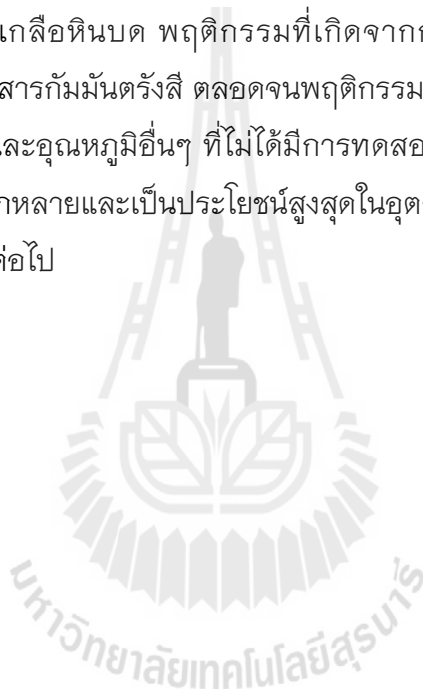 เกลือหินบด พฤติกรรมที่เกิดจากก
สารกัมมันตรังสี ตลอดจนพฤติกรรม
และอุณหภูมิอื่นๆ ที่ไม่ได้มีการทดสอ
กหลายและเป็นประโยชน์สูงสุดในอุต
ต่อไป
มหาวิทยาลัยเทคโนโลยีสุรนารี